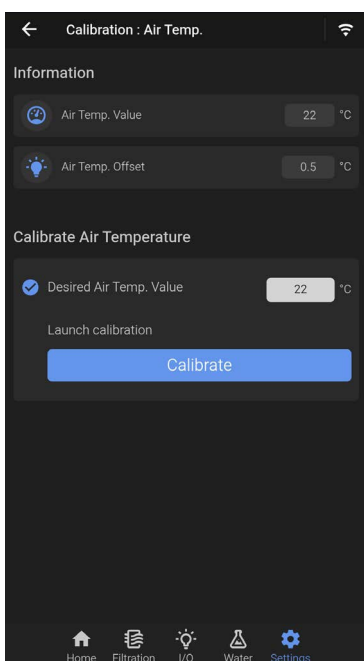 Calibration : Air Temp.
Information
Air Temp. Value 22 °C
Air Temp. Offset 0.5 °C
Calibrate Air Temperature
Desired Air Temp. Value 22 °C
Launch calibration
Calibrate
Home Filtration I/O Water Settings